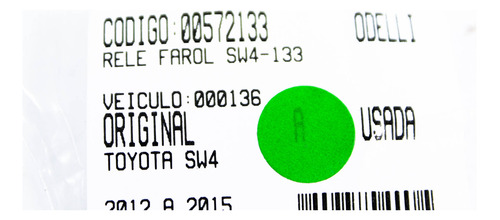 CODIGO:00572133 ODELLI
RELE FAROL SW4-133
VEICULO:000136
ORIGINAL A USADA
TOYOTA SW4
2012 A 2015